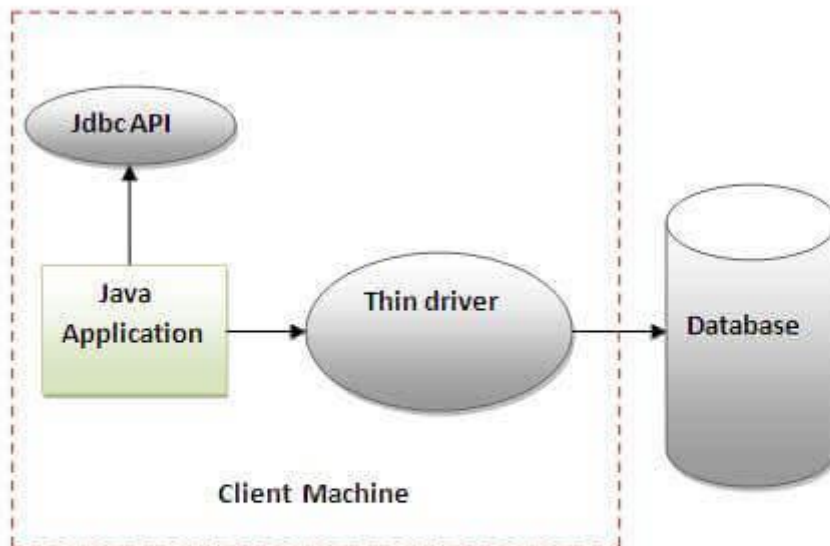 Jdbc API
Java
Application
Thin driver
Database
Client Machine